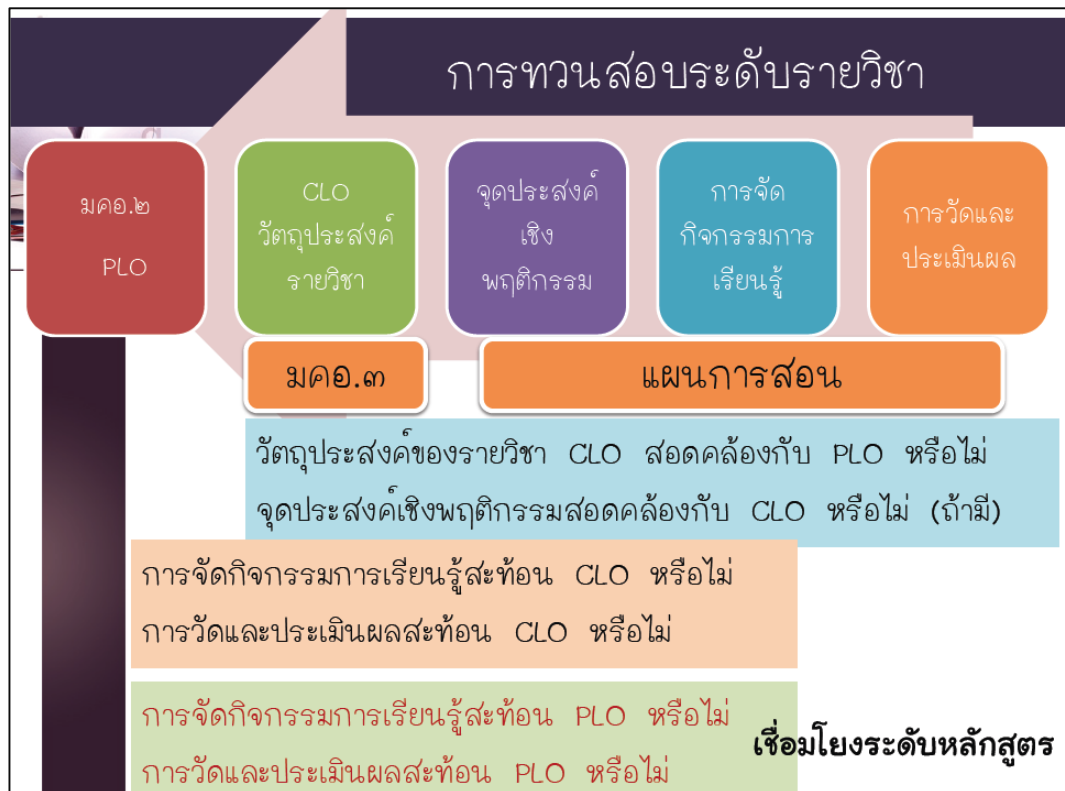 การทวนสอบระดับรายวิชา
มคอ.๒
PLO
CLO
วัตถุประสงค์
รายวิชา
จุดประสงค์
เชิง
พฤติกรรม
การจัด
กิจกรรมการ
เรียนรู้
การวัดและ
ประเมินผล
มคอ.๓
แผนการสอน
วัตถุประสงค์ของรายวิชา CLO สอดคล้องกับ PLO หรือไม่
จุดประสงค์เชิงพฤติกรรมสอดคล้องกับ CLO หรือไม่ (ถ้ามี)
การจัดกิจกรรมการเรียนรู้สะท้อน CLO หรือไม่
การวัดและประเมินผลสะท้อน CLO หรือไม่
การจัดกิจกรรมการเรียนรู้สะท้อน PLO หรือไม่
การวัดและประเมินผลสะท้อน PLO หรือไม่
เชื่อมโยงระดับหลักสูตร